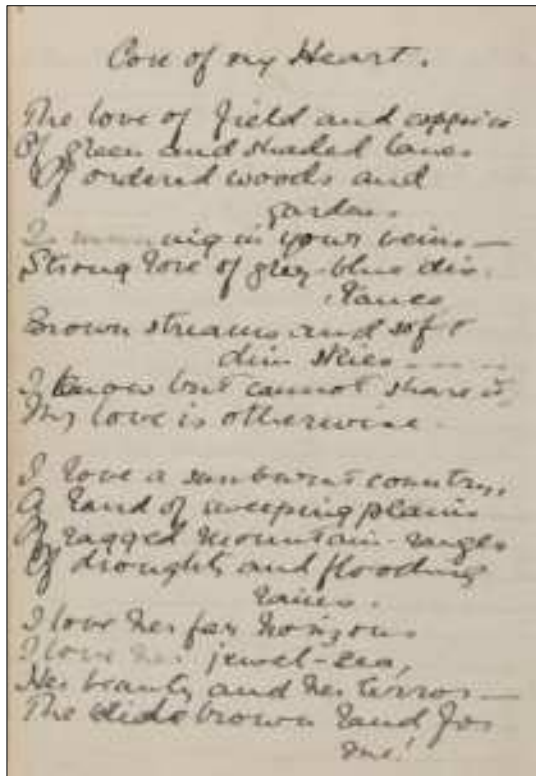 Core of my Heart.
The love of field and coppice
Of green and shaded lanes
Of ordered woods and
gardens
Is running in your veins —
Strong love of grey-blue dis-
tance
Brown streams and soft
dim skies - - - -
I know but cannot share it,
My love is otherwise.
I love a sunburnt country,
A land of sweeping plains
Of ragged mountain-ranges
Of droughts and flooding
rains.
I love her far horizons
I love her jewel-sea,
Her beauty and her terror —
The wide brown land for
me!